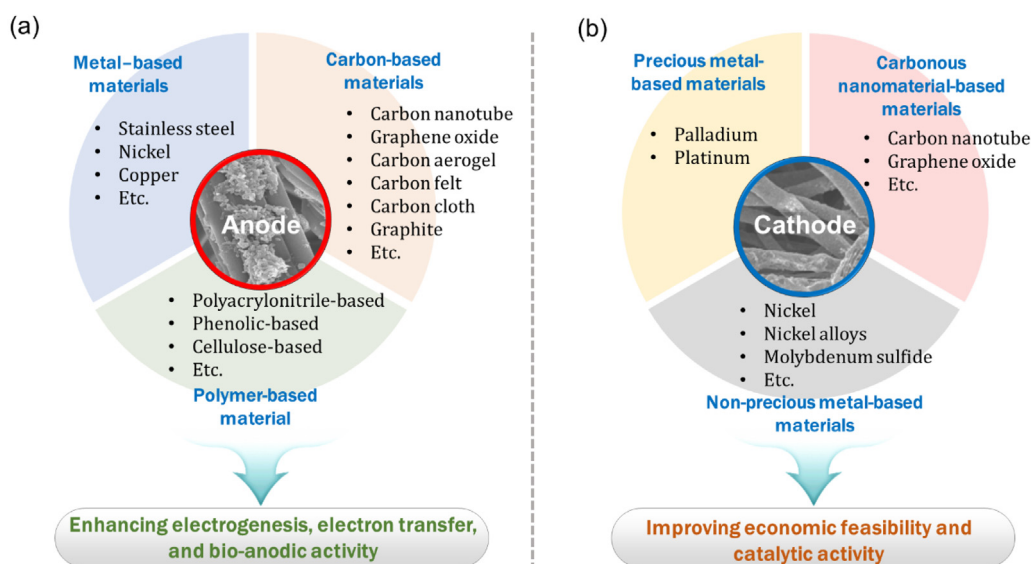 (a)
Metal–based
materials
• Stainless steel
• Nickel
• Copper
• Etc.
Carbon-based
materials
• Carbon nanotube
• Graphene oxide
• Carbon aerogel
• Carbon felt
• Carbon cloth
• Graphite
• Etc.
Anode
• Polyacrylonitrile-based
• Phenolic-based
• Cellulose-based
• Etc.
Polymer-based
material
Enhancing electrogenesis, electron transfer,
and bio-anodic activity
(b)
Precious metal-
based materials
• Palladium
• Platinum
Carbonous
nanomaterial-based
materials
• Carbon nanotube
• Graphene oxide
• Etc.
Cathode
• Nickel
• Nickel alloys
• Molybdenum sulfide
• Etc.
Non-precious metal-based
materials
Improving economic feasibility and
catalytic activity